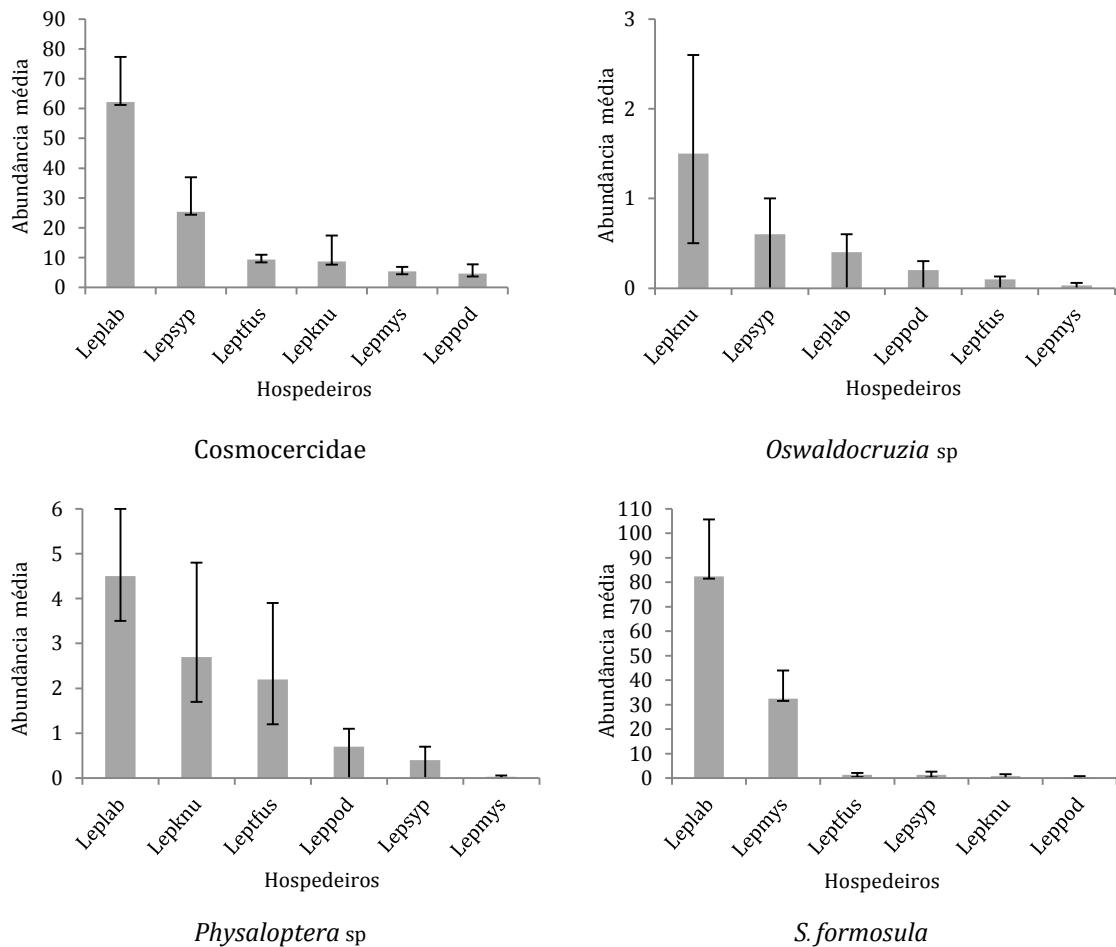 Abundância média
90
80
70
60
50
40
30
20
10
0
Leplab
Lepsyp
Leptfus
Lepknu
Lepmys
Leppod
Hospedeiros
Cosmocercidae
Abundância média
3
2
1
0
Lepknu
Lepsyp
Leplab
Leppod
Leptfus
Lepmys
Hospedeiros
Oswaldocruzia sp
Abundância média
6
5
4
3
2
1
0
Leplab
Lepknu
Leptfus
Leppod
Lepsyp
Lepmys
Hospedeiros
Physaloptera sp
Abundância média
110
100
90
80
70
60
50
40
30
20
10
0
Leplab
Lepmys
Leptfus
Lepsyp
Lepknu
Leppod
Hospedeiros
S. formosula